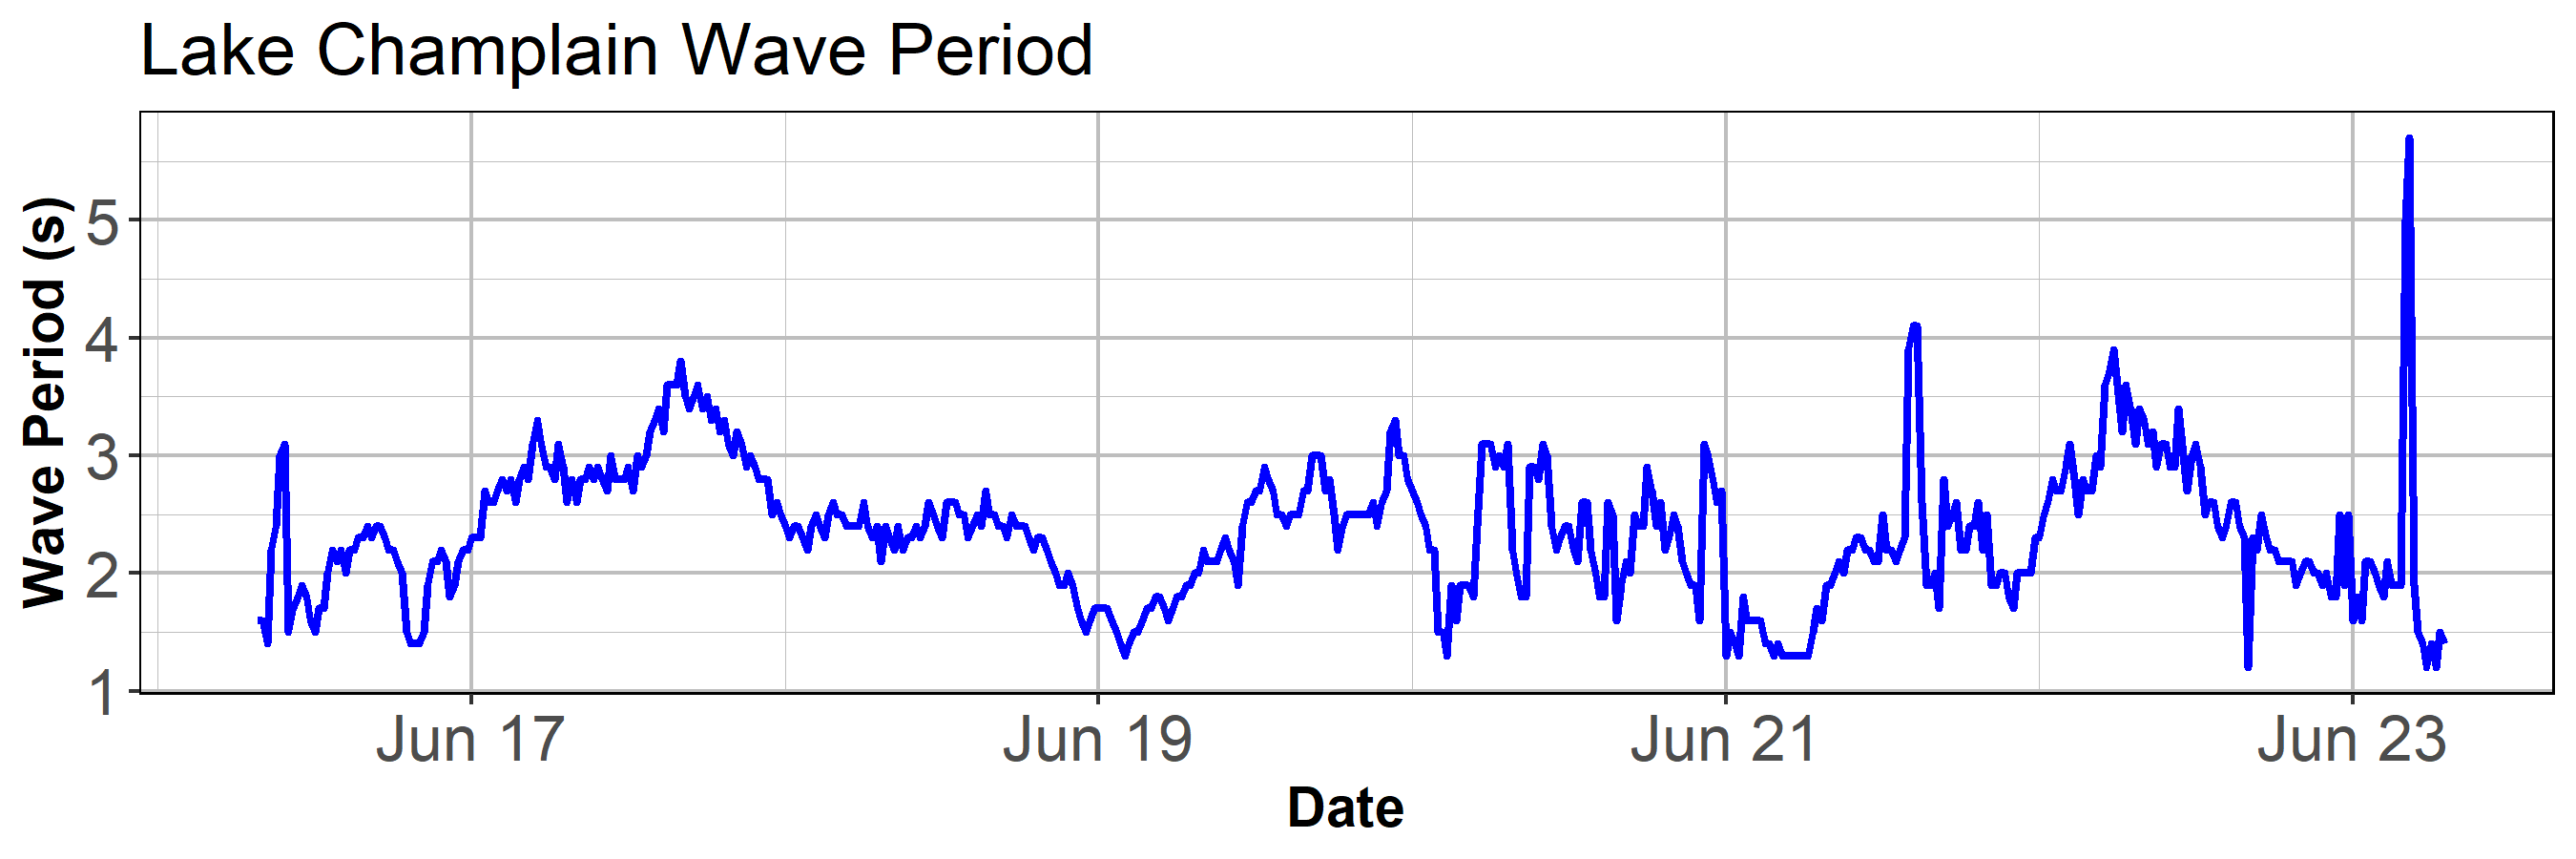 Lake Champlain Wave Period
Wave Period (s)
5
4
3
2
1
Jun 17
Jun 19
Jun 21
Jun 23
Date